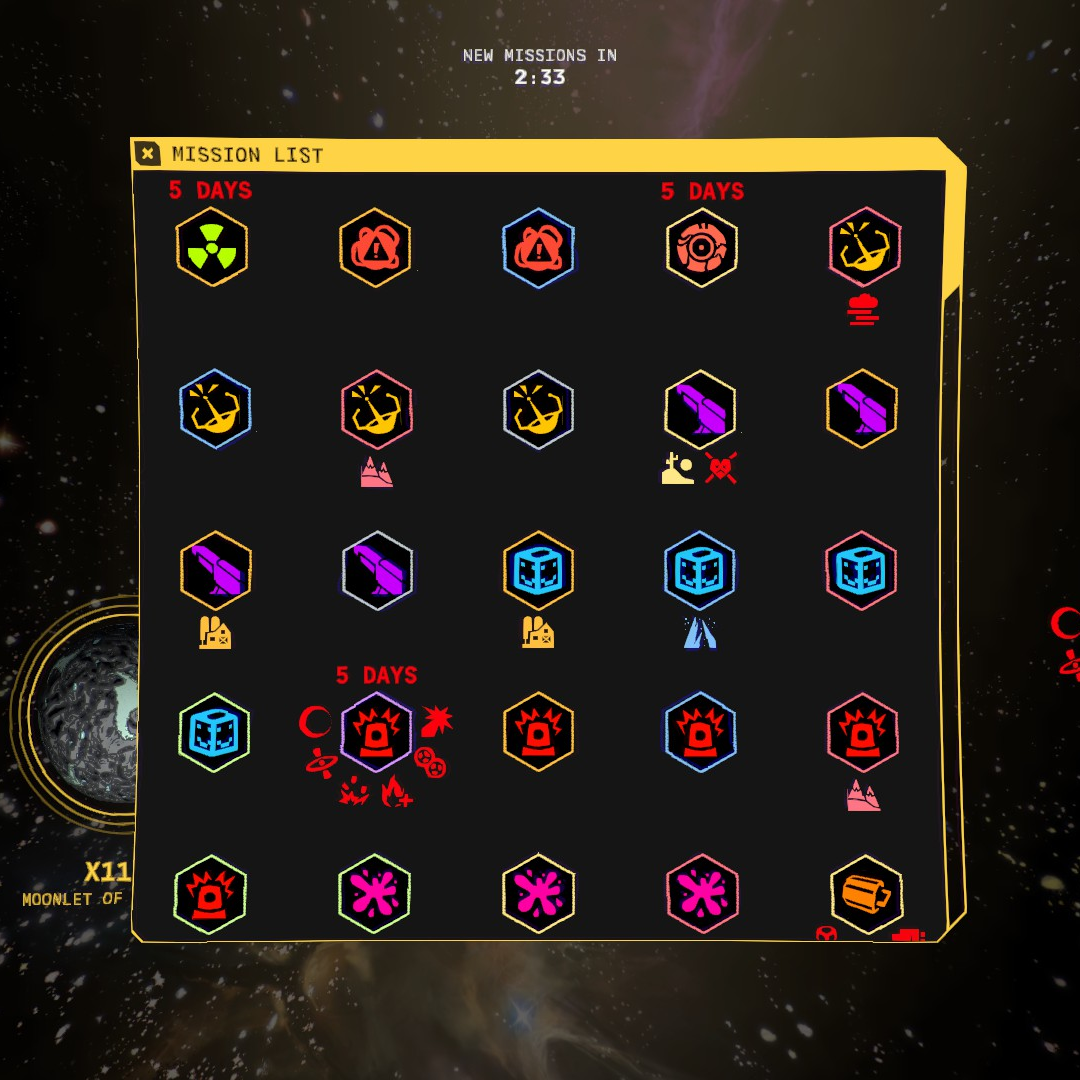 NEW MISSIONS IN
2:33
MISSION LIST
5 DAYS
5 DAYS
5 DAYS
X11
MOONLET OF